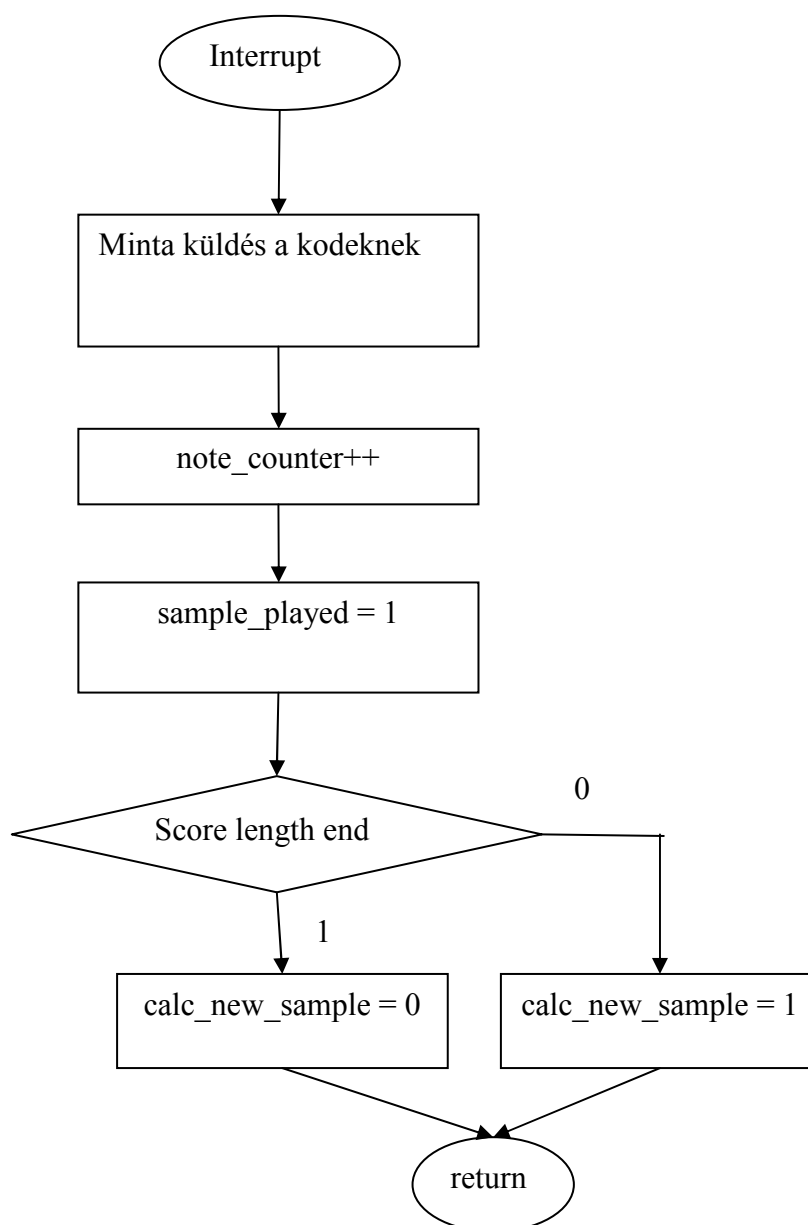 Interrupt
Minta küldés a kodeknek
note_counter++
sample_played = 1
0
Score length end
1
calc_new_sample = 0
calc_new_sample = 1
return